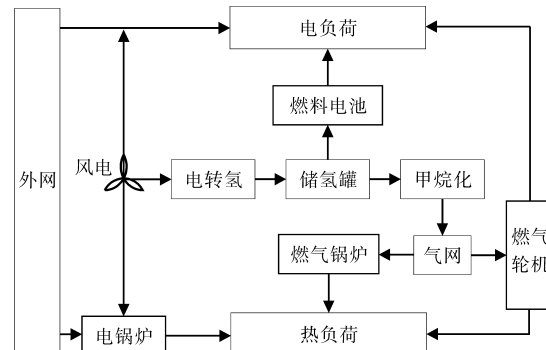 电负荷
燃料电池
风电
外网
电转氢
储氢罐
甲烷化
燃气锅炉
气网
燃气
轮机
电锅炉
热负荷